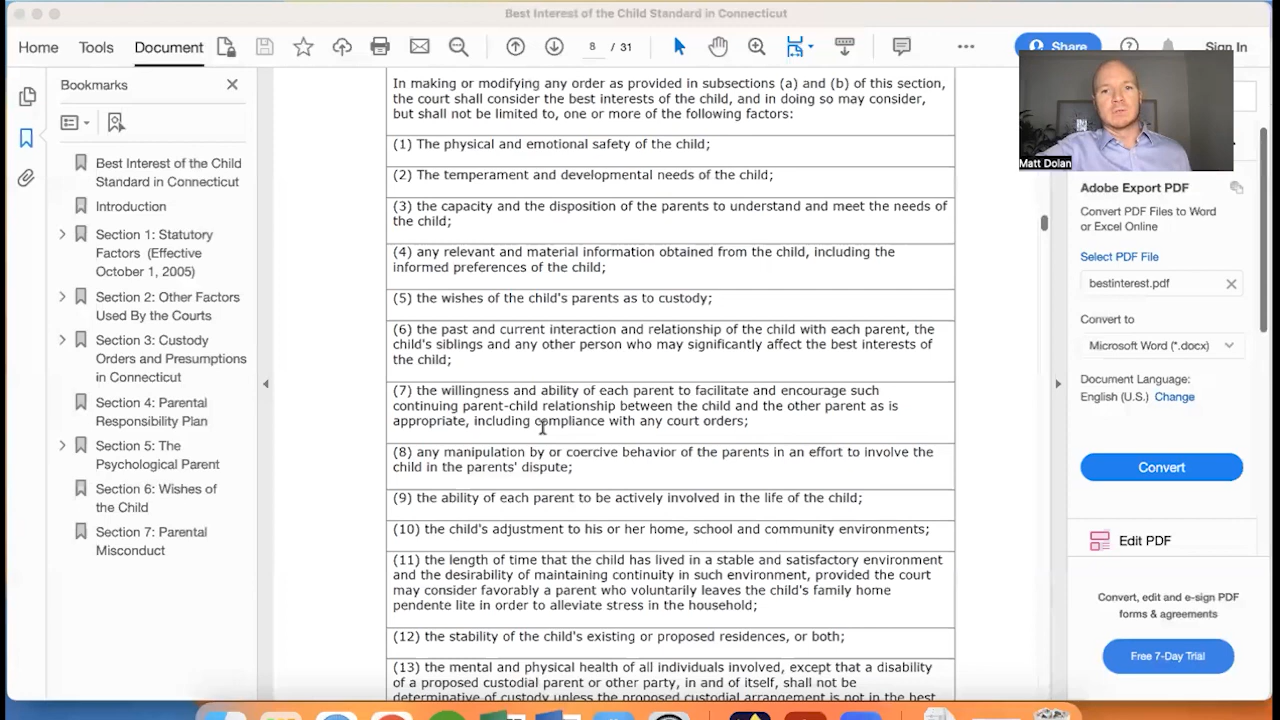 Best Interest of the Child Standard in Connecticut
Home
Tools
Document
8 / 31
Share
Sign In
Bookmarks
Best Interest of the Child
Standard in Connecticut
Introduction
Section 1: Statutory
Factors (Effective
October 1, 2005)
Section 2: Other Factors
Used By the Courts
Section 3: Custody
Orders and Presumptions
in Connecticut
Section 4: Parental
Responsibility Plan
Section 5: The
Psychological Parent
Section 6: Wishes of
the Child
Section 7: Parental
Misconduct
In making or modifying any order as provided in subsections (a) and (b) of this section,
the court shall consider the best interests of the child, and in doing so may consider,
but shall not be limited to, one or more of the following factors:
(1) The physical and emotional safety of the child;
(2) The temperament and developmental needs of the child;
(3) the capacity and the disposition of the parents to understand and meet the needs of
the child;
(4) any relevant and material information obtained from the child, including the
informed preferences of the child;
(5) the wishes of the child's parents as to custody;
(6) the past and current interaction and relationship of the child with each parent, the
child's siblings and any other person who may significantly affect the best interests of
the child;
(7) the willingness and ability of each parent to facilitate and encourage such
continuing parent-child relationship between the child and the other parent as is
appropriate, including compliance with any court orders;
(8) any manipulation by or coercive behavior of the parents in an effort to involve the
child in the parents' dispute;
(9) the ability of each parent to be actively involved in the life of the child;
(10) the child's adjustment to his or her home, school and community environments;
(11) the length of time that the child has lived in a stable and satisfactory environment
and the desirability of maintaining continuity in such environment, provided the court
may consider favorably a parent who voluntarily leaves the child's family home
pendente lite in order to alleviate stress in the household;
(12) the stability of the child's existing or proposed residences, or both;
(13) the mental and physical health of all individuals involved, except that a disability
of a proposed custodial parent or other party, in and of itself, shall not be
determinative of custody unless the proposed custodial arrangement is not in the best
Matt Dolan
Adobe Export PDF
Convert PDF Files to Word
or Excel Online
Select PDF File
bestinterest.pdf
Convert to
Microsoft Word (*.docx)
Document Language:
English (U.S.) Change
Convert
Edit PDF
Convert, edit and e-sign PDF
forms & agreements
Free 7-Day Trial